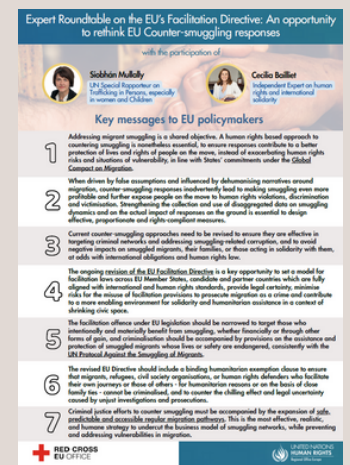 Expert Roundtable on the EU's Facilitation Directive: An opportunity
to rethink EU Counter-smuggling responses
with the participation of:
Siobhán Mullally
UN Special Rapporteur on
Trafficking in Persons, especially
in women and Children
Cecilia Bailliet
Independent Expert on human
rights and international
solidarity
Key messages to EU policymakers
1
Addressing migrant smuggling is a shared objective. A human rights based approach to
countering smuggling is nonetheless essential, to ensure responses contribute to a better
protection of lives and rights of people on the move, instead of exacerbating human rights
risks and situations of vulnerability, in line with States' commitments under the Global
Compact on Migration.
2
When driven by false assumptions and influenced by dehumanising narratives around
migration, counter-smuggling responses inadvertently lead to making smuggling even more
profitable and further expose people on the move to human rights violations, discrimination
and victimisation. Strengthening the collection and use of disaggregated data on smuggling
dynamics and on the actual impact of responses on the ground is essential to design
effective, proportionate and rights-compliant measures.
3
Current counter-smuggling approaches need to be revised to ensure they are effective in
targeting criminal networks and addressing smuggling-related corruption, and to avoid
negative impacts on smuggled migrants, their families, or those acting in solidarity with them,
at odds with international obligations and human rights law.
4
The ongoing revision of the EU Facilitation Directive is a key opportunity to set a model for
facilitation laws across EU Member States, candidate and partner countries which are fully
aligned with international and human rights standards, provide legal certainty, minimise
risks for the misuse of facilitation provisions to prosecute migration as a crime and contribute
to a more enabling environment for solidarity and humanitarian assistance in a context of
shrinking civic space.
5
The facilitation offence under EU legislation should be narrowed to target those who
intentionally and materially benefit from smuggling, whether financially or through other
forms of gain, and criminalisation should be accompanied by provisions on the assistance and
protection of smuggled migrants whose lives or safety are endangered, consistently with the
UN Protocol Against the Smuggling of Migrants.
6
The revised EU Directive should include a binding humanitarian exemption clause to ensure
that migrants, refugees, civil society organisations, or human rights defenders who facilitate
their own journeys or those of others - for humanitarian reasons or on the basis of close
family ties - cannot be criminalised, and to counter the chilling effect and legal uncertainty
caused by unjust investigations and prosecutions.
7
Criminal justice efforts to counter smuggling must be accompanied by the expansion of safe,
predictable and accessible regular migration pathways. This is the most effective, realistic,
and humane strategy to undercut the business model of smuggling networks, while preventing
and addressing vulnerabilities in migration.
RED CROSS
EU OFFICE
UNITED NATIONS
HUMAN RIGHTS